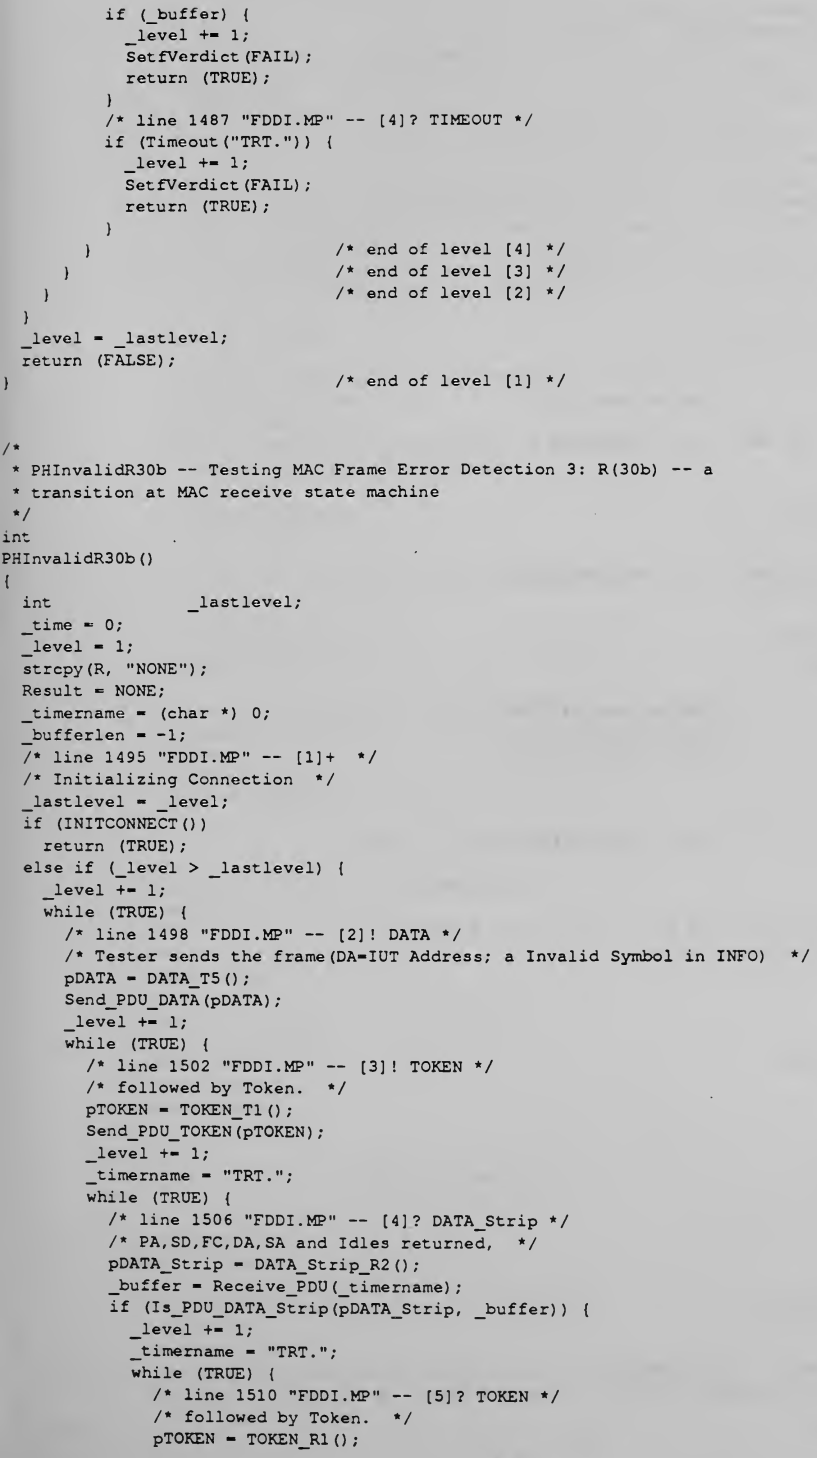 if (_buffer) {
_level += 1;
SetfVerdict(FAIL);
return (TRUE);
}
/* line 1487 "FDDI.MP" -- [4]? TIMEOUT */
if (Timeout("TRT.")) {
_level += 1;
SetfVerdict(FAIL);
return (TRUE);
}
} /* end of level [4] */
} /* end of level [3] */
} /* end of level [2] */
}
_level = _lastlevel;
return (FALSE);
} /* end of level [1] */
/*
* PHInvalidR30b -- Testing MAC Frame Error Detection 3: R(30b) -- a
* transition at MAC receive state machine
*/
int
PHInvalidR30b()
{
int _lastlevel;
_time = 0;
_level = 1;
strcpy(R, "NONE");
Result = NONE;
_timername = (char *) 0;
_bufferlen = -1;
/* line 1495 "FDDI.MP" -- [1]+ */
/* Initializing Connection */
_lastlevel = _level;
if (INITCONNECT())
return (TRUE);
else if (_level > _lastlevel) {
_level += 1;
while (TRUE) {
/* line 1498 "FDDI.MP" -- [2]! DATA */
/* Tester sends the frame(DA=IUT Address; a Invalid Symbol in INFO) */
pDATA = DATA_T5();
Send_PDU_DATA(pDATA);
_level += 1;
while (TRUE) {
/* line 1502 "FDDI.MP" -- [3]! TOKEN */
/* followed by Token. */
pTOKEN = TOKEN_T1();
Send_PDU_TOKEN(pTOKEN);
_level += 1;
_timername = "TRT.";
while (TRUE) {
/* line 1506 "FDDI.MP" -- [4]? DATA_Strip */
/* PA,SD,FC,DA,SA and Idles returned, */
pDATA_Strip = DATA_Strip_R2();
_buffer = Receive_PDU(_timername);
if (Is_PDU_DATA_Strip(pDATA_Strip, _buffer)) {
_level += 1;
_timername = "TRT.";
while (TRUE) {
/* line 1510 "FDDI.MP" -- [5]? TOKEN */
/* followed by Token. */
pTOKEN = TOKEN_R1();